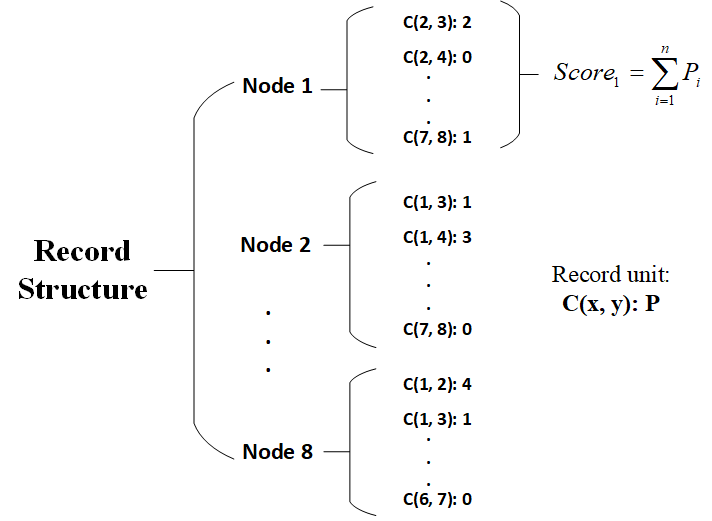 Record
Structure
Node 1
C(2, 3): 2
C(2, 4): 0
.
.
.
C(7, 8): 1
Score₁ = ∑ⁿᵢ₌₁ Pᵢ
Node 2
C(1, 3): 1
C(1, 4): 3
.
.
.
C(7, 8): 0
Record unit:
C(x, y): P
.
.
.
Node 8
C(1, 2): 4
C(1, 3): 1
.
.
.
C(6, 7): 0